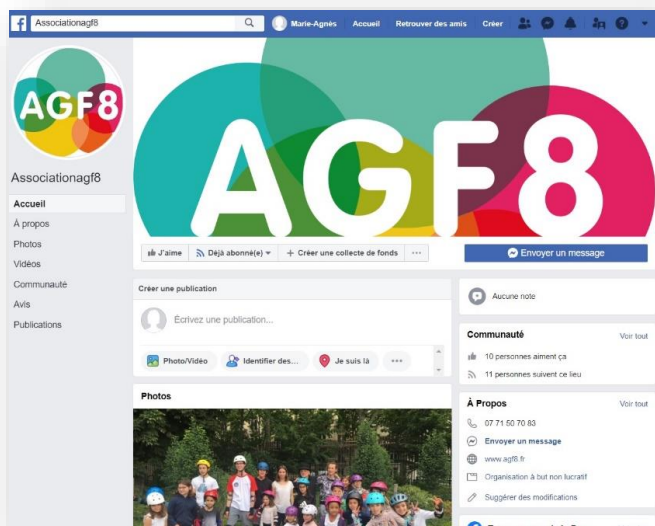 Associationagf8
Marie-Agnès Accueil Retrouver des amis Créer
AGF8
AGF8
Associationagf8
Accueil
À propos
Photos
Vidéos
Communauté
Avis
Publications
J'aime Déjà abonné(e) + Créer une collecte de fonds ...
Envoyer un message
Créer une publication
Écrivez une publication...
Photo/Vidéo Identifier des... Je suis là ...
Photos
Aucune note
Communauté Voir tout
10 personnes aiment ça
11 personnes suivent ce lieu
À Propos Voir tout
07 71 50 70 83
Envoyer un message
www.agf8.fr
Organisation à but non lucratif
Suggérer des modifications